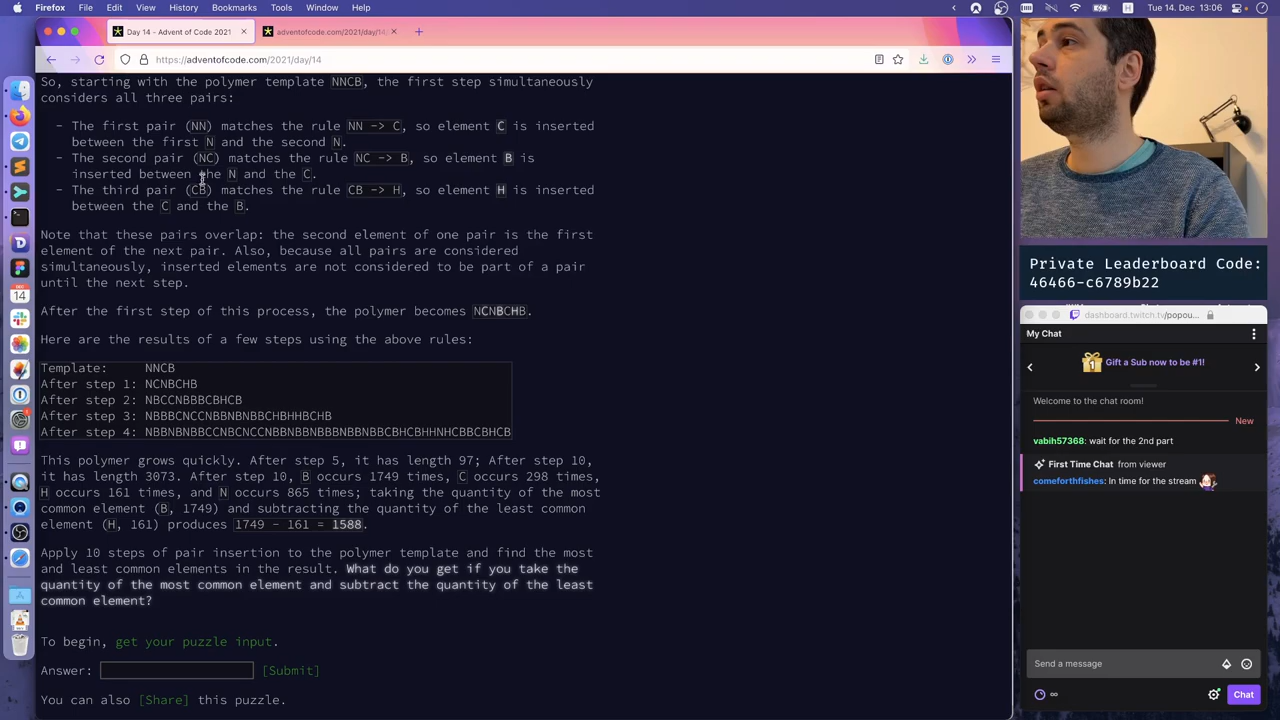 Firefox File Edit View History Bookmarks Tools Window Help
Tue 14. Dec 13:06
Day 14 - Advent of Code 2021
adventofcode.com/2021/day/14
https://adventofcode.com/2021/day/14
So, starting with the polymer template NNCB, the first step simultaneously
considers all three pairs:
- The first pair (NN) matches the rule NN -> C, so element C is inserted
between the first N and the second N.
- The second pair (NC) matches the rule NC -> B, so element B is
inserted between the N and the C.
- The third pair (CB) matches the rule CB -> H, so element H is inserted
between the C and the B.
Note that these pairs overlap: the second element of one pair is the first
element of the next pair. Also, because all pairs are considered
simultaneously, inserted elements are not considered to be part of a pair
until the next step.
After the first step of this process, the polymer becomes NCNBCHB.
Here are the results of a few steps using the above rules:
Template: NNCB
After step 1: NCNBCHB
After step 2: NBCCNBBBCBHCB
After step 3: NBBBCNCCNBBNBNBBCHBHHBCHB
After step 4: NBBNBNBBCCNBCNCCNBBNBBNBBBNBBNBBCBHCBHHNHCBBCBHCB
This polymer grows quickly. After step 5, it has length 97; After step 10,
it has length 3073. After step 10, B occurs 1749 times, C occurs 298 times,
H occurs 161 times, and N occurs 865 times; taking the quantity of the most
common element (B, 1749) and subtracting the quantity of the least common
element (H, 161) produces 1749 - 161 = 1588.
Apply 10 steps of pair insertion to the polymer template and find the most
and least common elements in the result. What do you get if you take the
quantity of the most common element and subtract the quantity of the least
common element?
To begin, get your puzzle input.
Answer: [Submit]
You can also [Share] this puzzle.
Private Leaderboard Code:
46466-c6789b22
dashboard.twitch.tv/popou...
My Chat
Gift a Sub now to be #1!
Welcome to the chat room!
New
vabih57368: wait for the 2nd part
First Time Chat from viewer
comeforthfishes: In time for the stream
Send a message
Chat